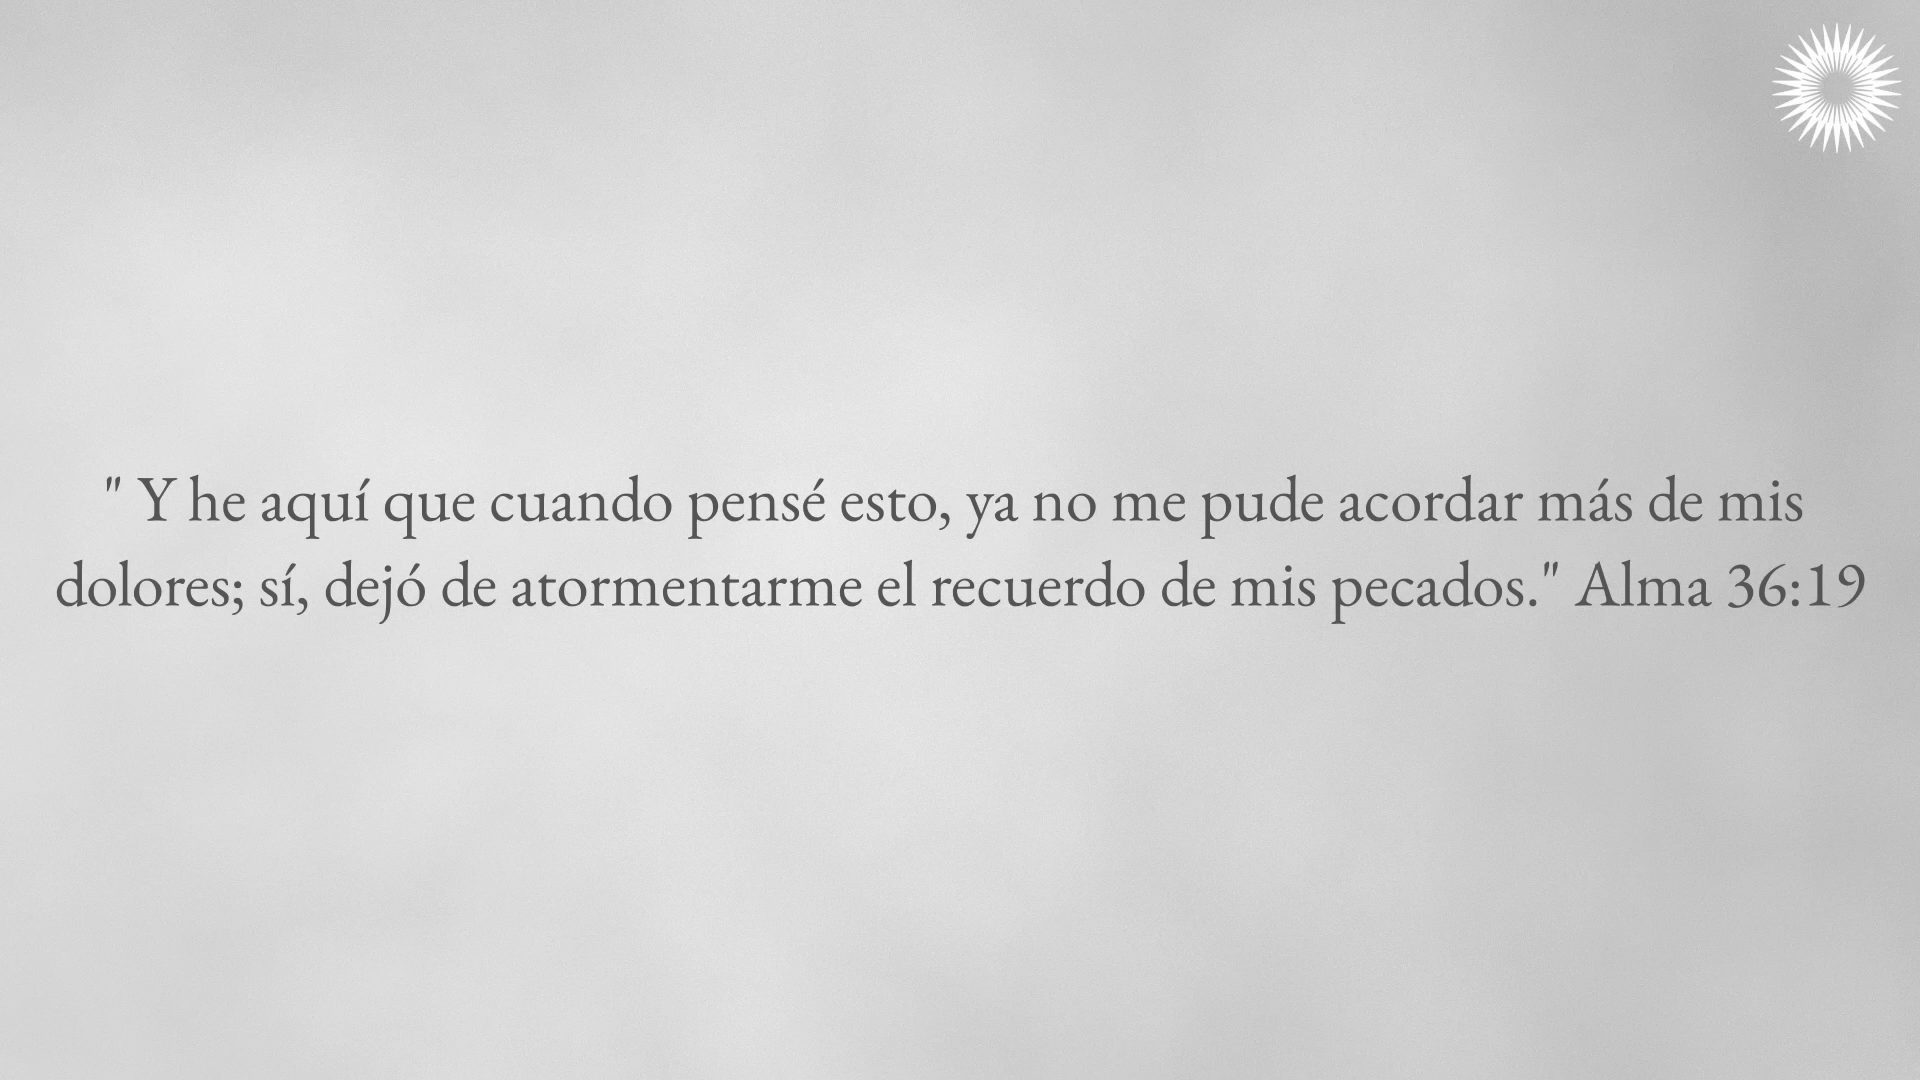 " Y he aquí que cuando pensé esto, ya no me pude acordar más de mis
dolores; sí, dejó de atormentarme el recuerdo de mis pecados." Alma 36:19